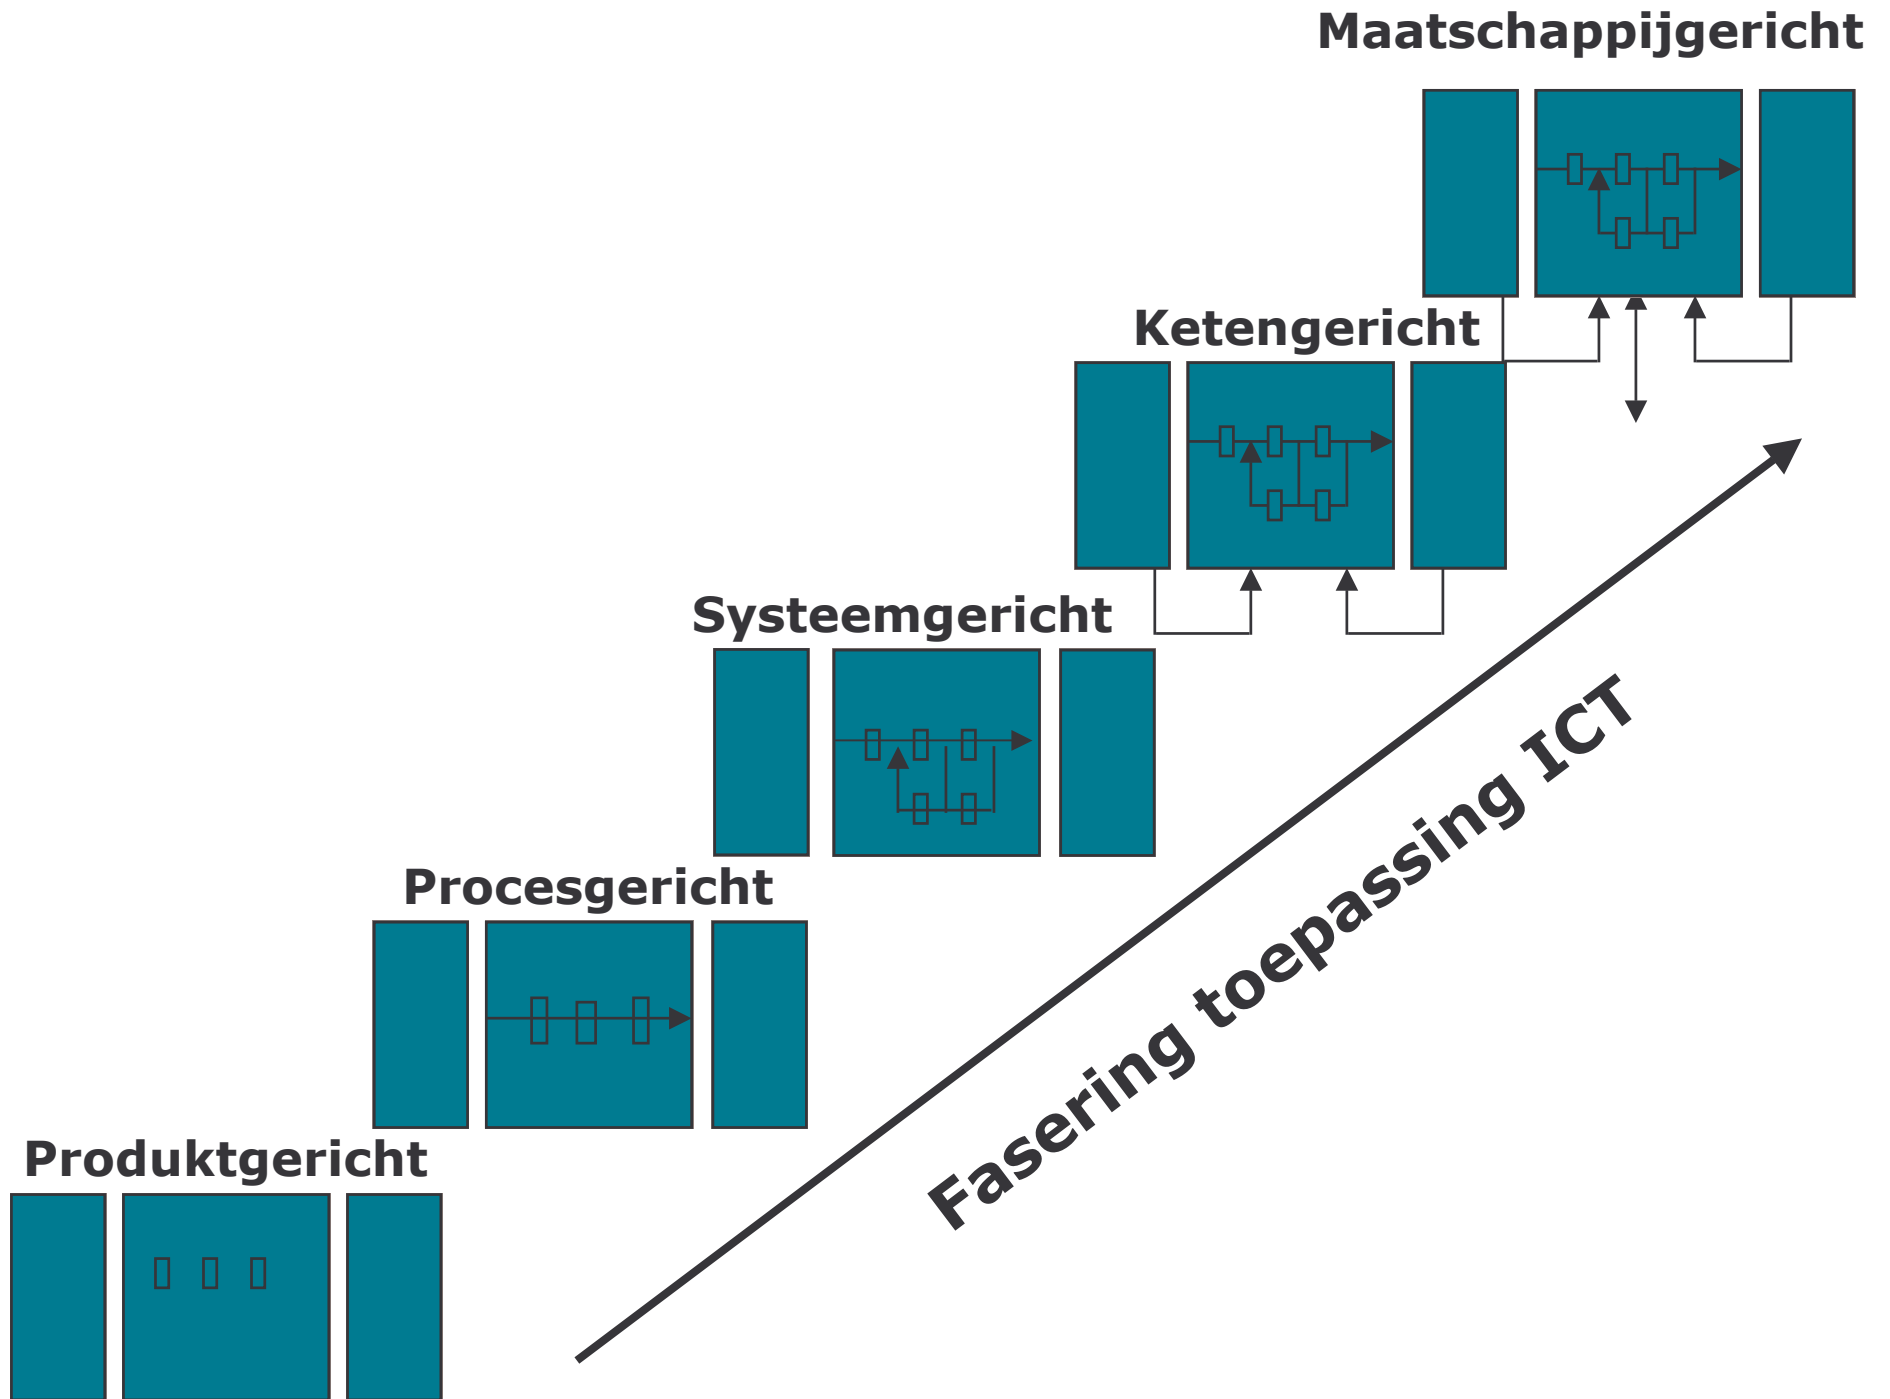 Maatschappijgericht
Ketengericht
Systeemgericht
Procesgericht
Produktgericht
Fasering toepassing ICT